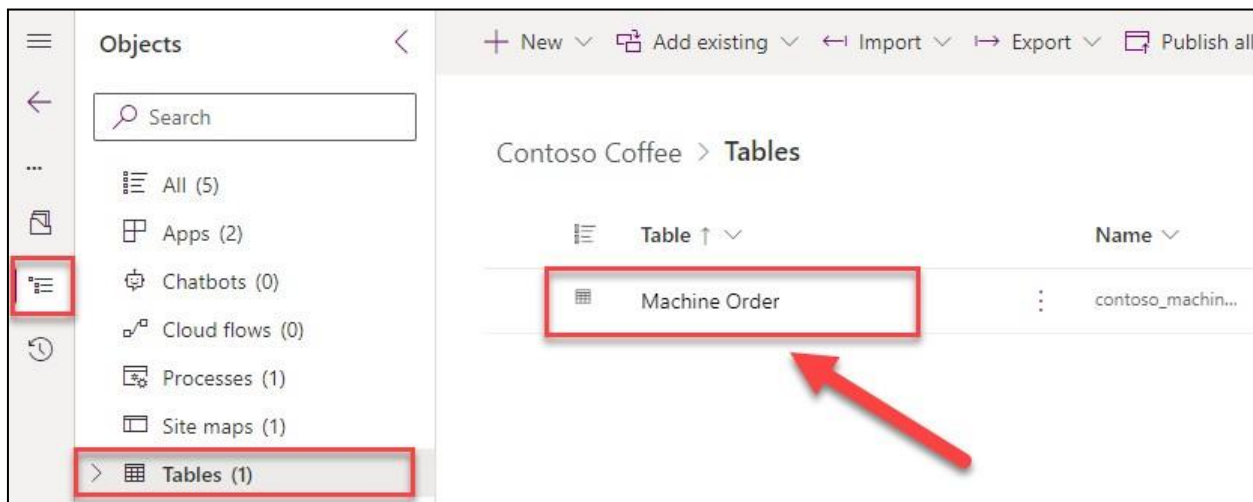 Objects
New
Add existing
Import
Export
Publish all
Search
Contoso Coffee > Tables
...
All (5)
Apps (2)
Table ↑
Name
Chatbots (0)
Machine Order
contoso_machin...
Cloud flows (0)
Processes (1)
Site maps (1)
Tables (1)